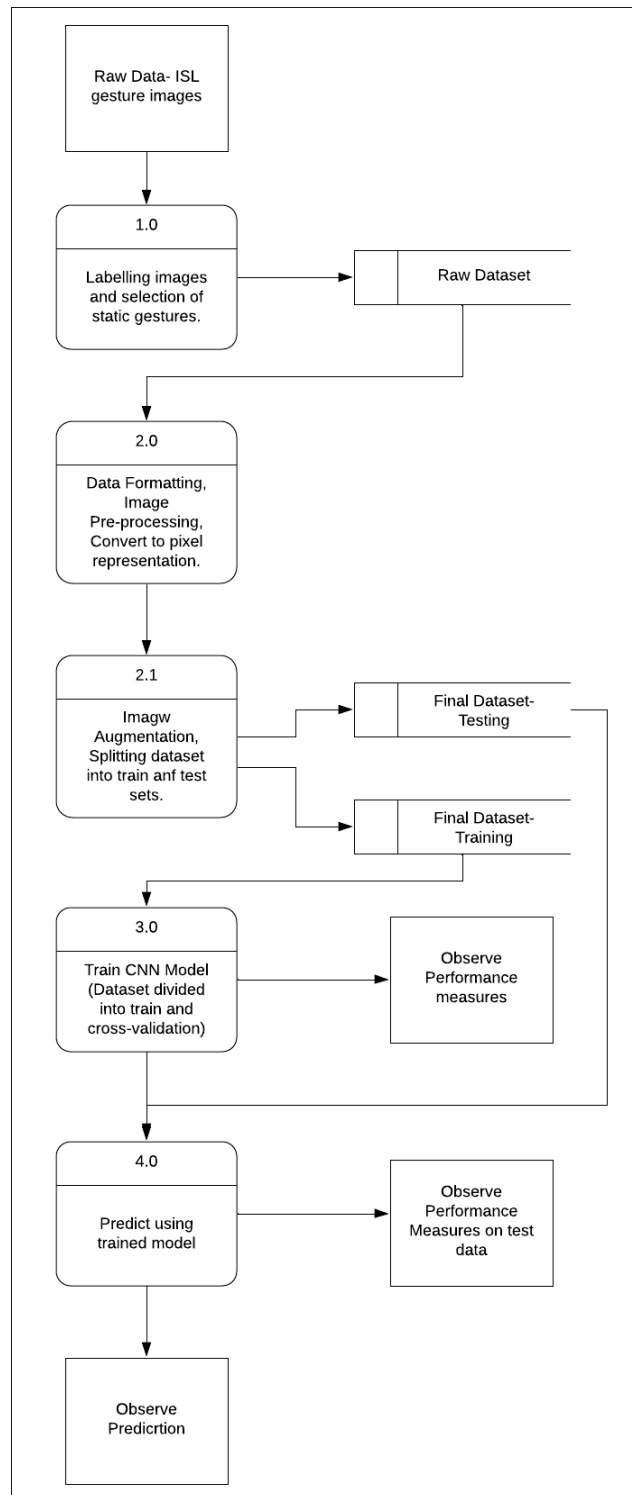 Raw Data- ISL
gesture images
1.0
Labelling images
and selection of
static gestures.
Raw Dataset
2.0
Data Formatting,
Image
Pre-processing,
Convert to pixel
representation.
2.1
Imagw
Augmentation,
Splitting dataset
into train anf test
sets.
Final Dataset-
Testing
Final Dataset-
Training
3.0
Train CNN Model
(Dataset divided
into train and
cross-validation)
Observe
Performance
measures
4.0
Predict using
trained model
Observe
Performance
Measures on test
data
Observe
Predicrtion